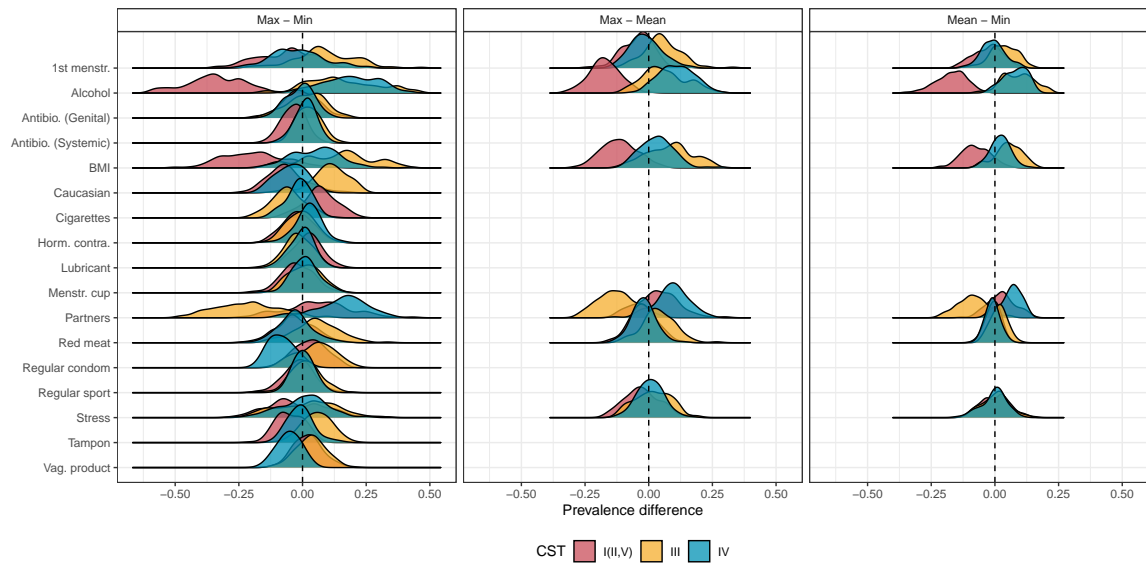 Max − Min
Max − Mean
Mean − Min
1st menstr.
Alcohol
Antibio. (Genital)
Antibio. (Systemic)
BMI
Caucasian
Cigarettes
Horm. contra.
Lubricant
Menstr. cup
Partners
Red meat
Regular condom
Regular sport
Stress
Tampon
Vag. product
−0.50 −0.25 0.00 0.25 0.50
−0.50 −0.25 0.00 0.25 0.50
−0.50 −0.25 0.00 0.25 0.50
Prevalence difference
CST I(II,V) III IV